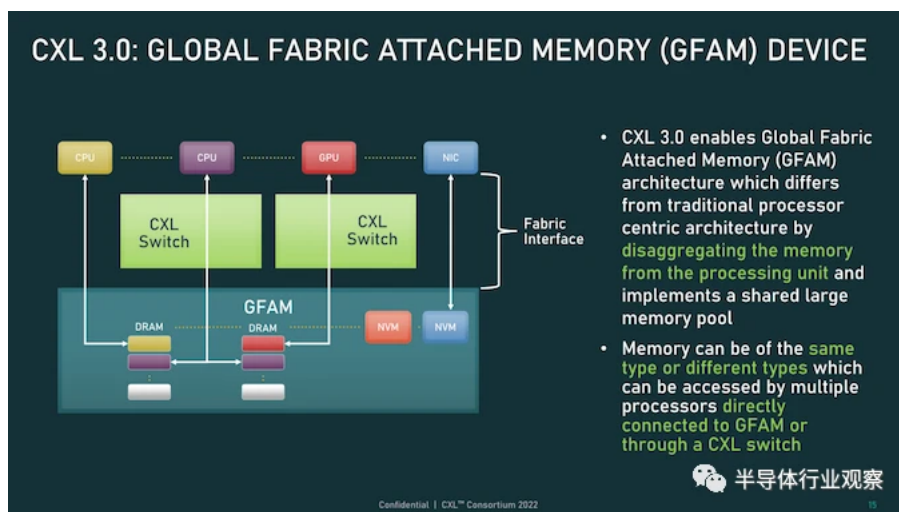 CXL 3.0: GLOBAL FABRIC ATTACHED MEMORY (GFAM) DEVICE
CPU
CPU
GPU
NIC
CXL
Switch
CXL
Switch
Fabric
Interface
GFAM
DRAM
DRAM
NVM
NVM
• CXL 3.0 enables Global Fabric
Attached Memory (GFAM)
architecture which differs
from traditional processor
centric architecture by
disaggregating the memory
from the processing unit and
implements a shared large
memory pool
• Memory can be of the same
type or different types which
can be accessed by multiple
processors directly
connected to GFAM or
through a CXL switch
半导体行业观察
Confidential | CXL™ Consortium 2022
15